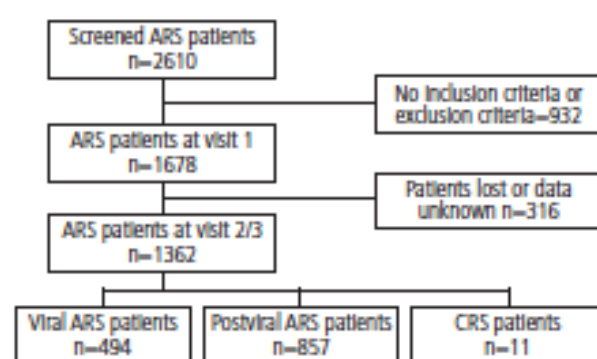 Screened ARS patients
n=2610
No inclusion criteria or
exclusion criteria=932
ARS patients at visit 1
n=1678
Patients lost or data
unknown n=316
ARS patients at visit 2/3
n=1362
Viral ARS patients
n=494
Postviral ARS patients
n=857
CRS patients
n=11